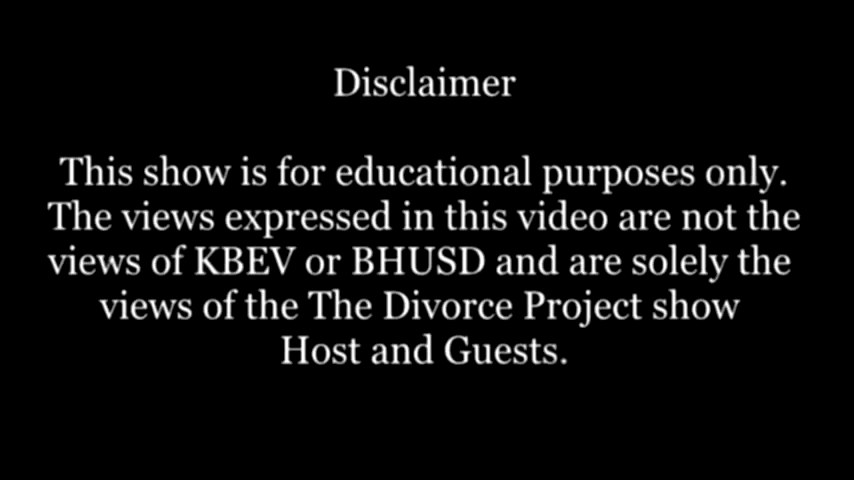 Disclaimer
This show is for educational purposes only.
The views expressed in this video are not the
views of KBEV or BHUSD and are solely the
views of the The Divorce Project show
Host and Guests.